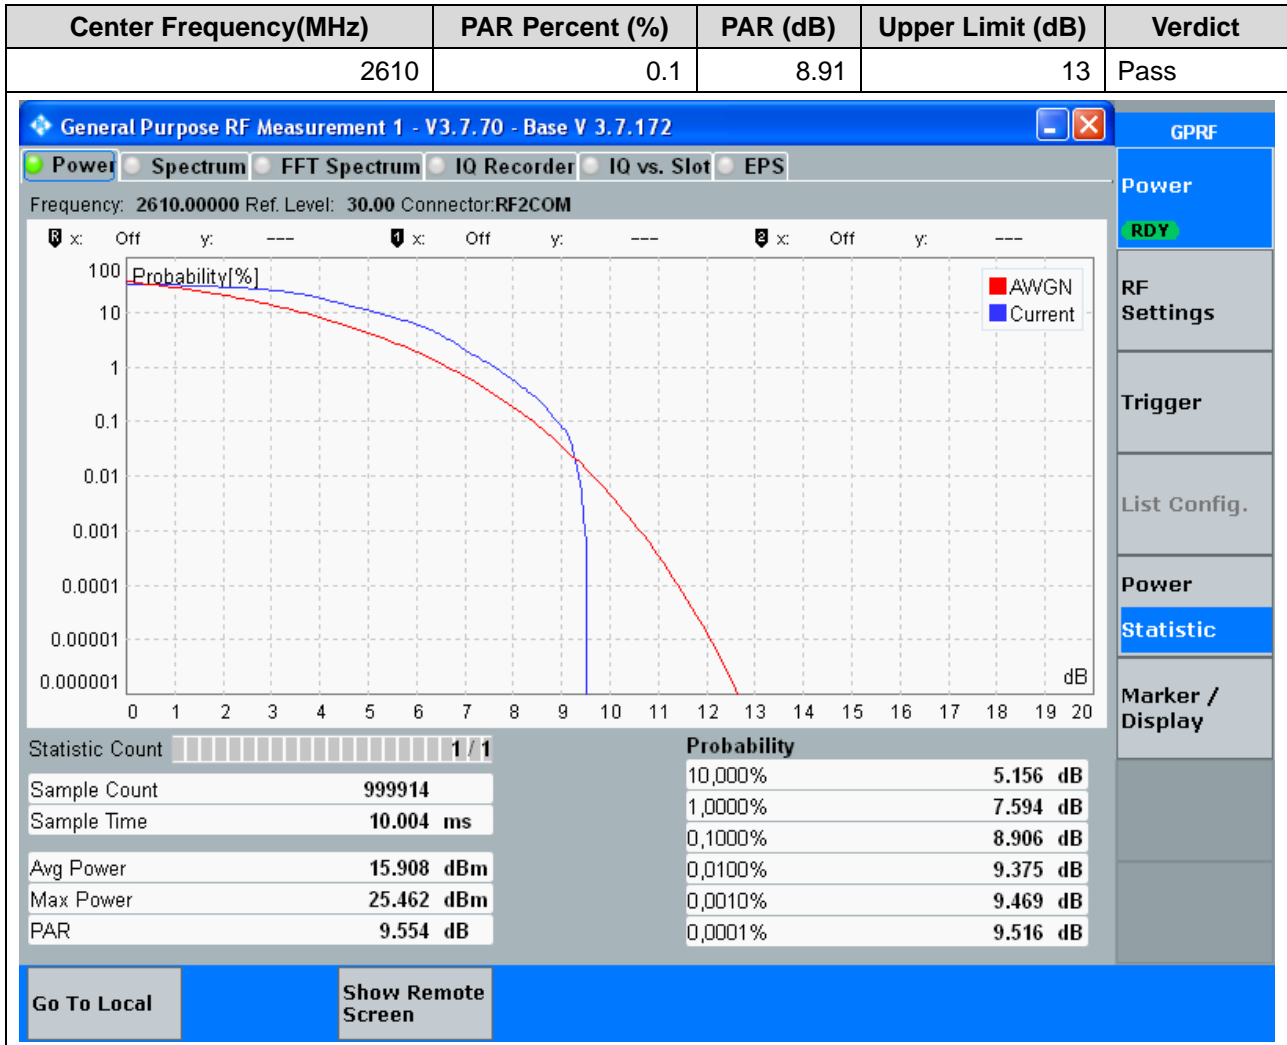 Center Frequency(MHz) PAR Percent (%) PAR (dB) Upper Limit (dB) Verdict
2610 0.1 8.91 13 Pass
General Purpose RF Measurement 1 - V3.7.70 - Base V 3.7.172
GPRF
Power Spectrum FFT Spectrum IQ Recorder IQ vs. Slot EPS
Power
RDY
Frequency: 2610.00000 Ref. Level: 30.00 Connector:RF2COM
R x: Off y: --- 1 x: Off y: --- 2 x: Off y: ---
Probability[%]
AWGN
Current
100
10
1
0.1
0.01
0.001
0.0001
0.00001
0.000001
dB
0 1 2 3 4 5 6 7 8 9 10 11 12 13 14 15 16 17 18 19 20
RF
Settings
Trigger
List Config.
Power
Statistic
Marker /
Display
Statistic Count 1 / 1
Sample Count 999914
Sample Time 10.004 ms
Avg Power 15.908 dBm
Max Power 25.462 dBm
PAR 9.554 dB
Probability
10,000% 5.156 dB
1,0000% 7.594 dB
0,1000% 8.906 dB
0,0100% 9.375 dB
0,0010% 9.469 dB
0,0001% 9.516 dB
Go To Local
Show Remote
Screen